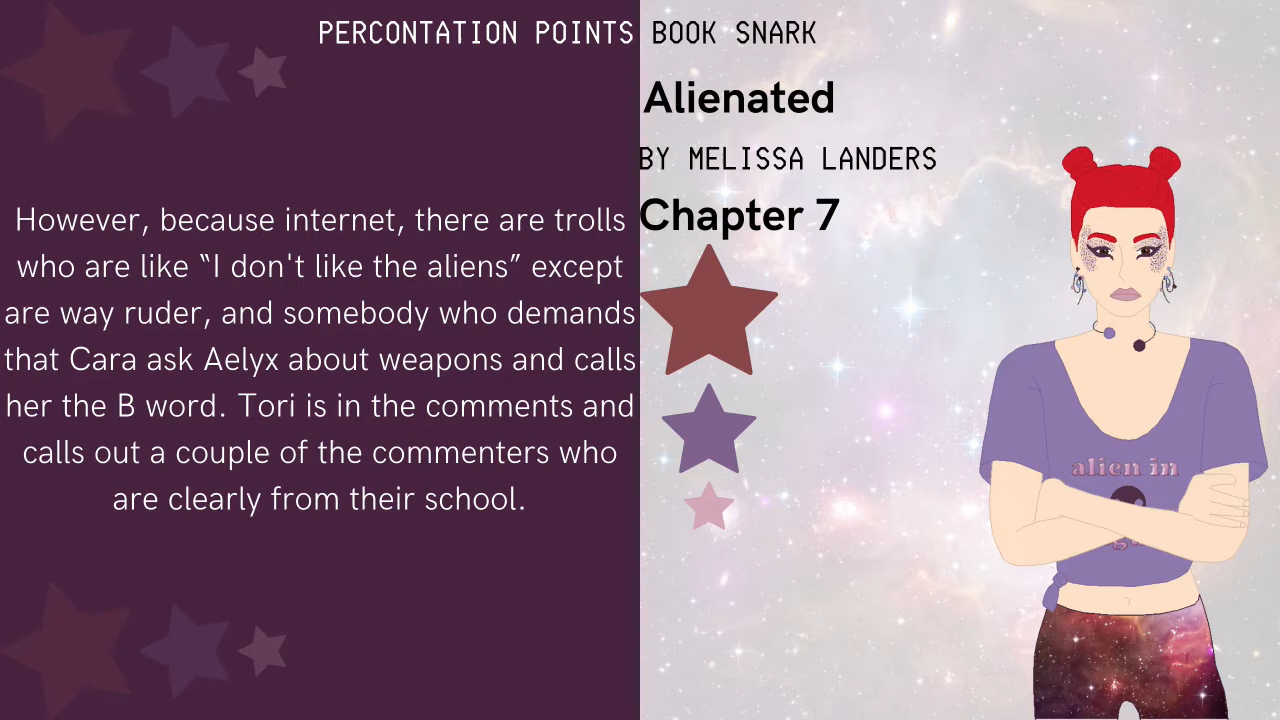 PERCONTATION POINTS BOOK SNARK
Alienated
BY MELISSA LANDERS
Chapter 7
However, because internet, there are trolls
who are like “I don't like the aliens” except
are way ruder, and somebody who demands
that Cara ask Aelyx about weapons and calls
her the B word. Tori is in the comments and
calls out a couple of the commenters who
are clearly from their school.
alien in